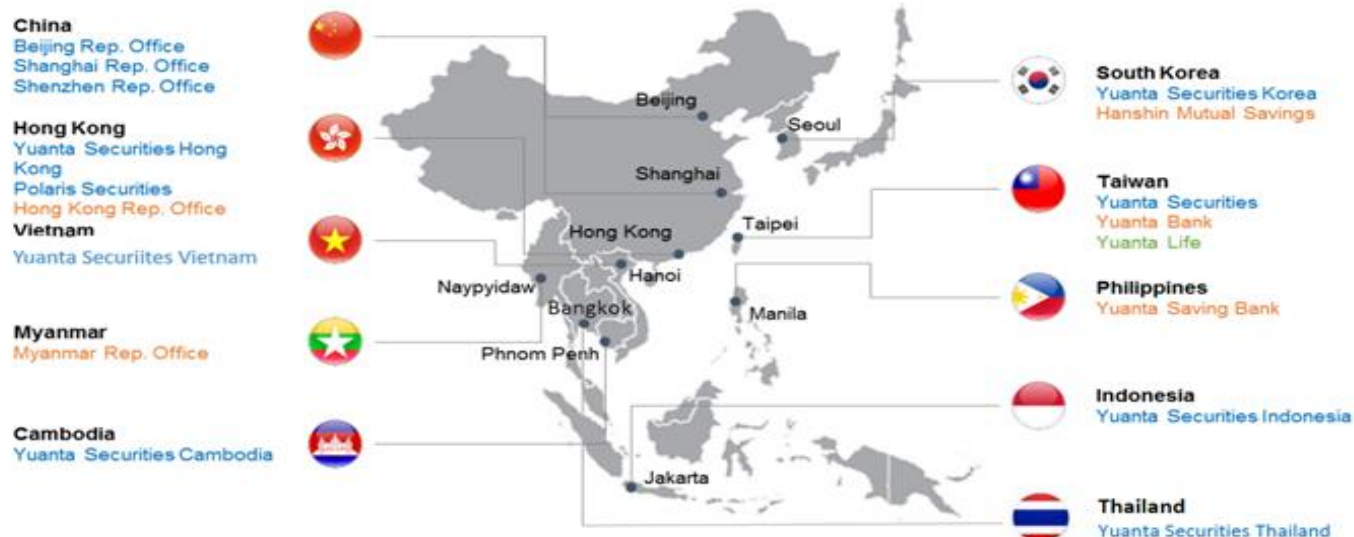 China
Beijing Rep. Office
Shanghai Rep. Office
Shenzhen Rep. Office
Hong Kong
Yuanta Securities Hong
Kong
Polaris Securities
Hong Kong Rep. Office
Vietnam
Yuanta Securiites Vietnam
Myanmar
Myanmar Rep. Office
Cambodia
Yuanta Securities Cambodia
Beijing
Seoul
Shanghai
Taipei
Hong Kong
Hanoi
Naypyidaw
Bangkok
Manila
Phnom Penh
Jakarta
South Korea
Yuanta Securities Korea
Hanshin Mutual Savings
Taiwan
Yuanta Securities
Yuanta Bank
Yuanta Life
Philippines
Yuanta Saving Bank
Indonesia
Yuanta Securities Indonesia
Thailand
Yuanta Securities Thailand